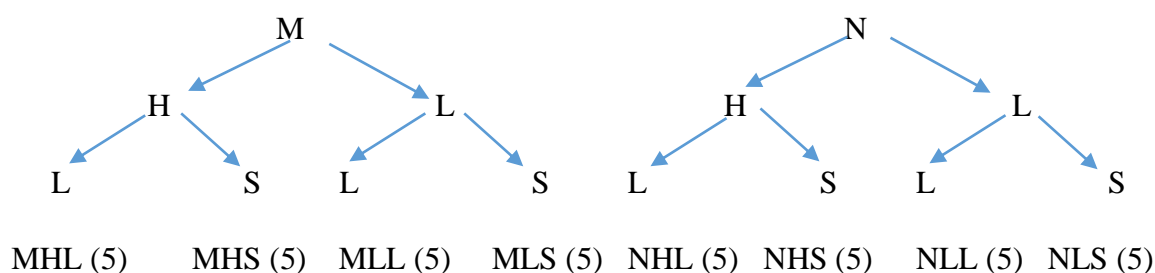 M N
H L H L
L S L S L S L S
MHL (5) MHS (5) MLL (5) MLS (5) NHL (5) NHS (5) NLL (5) NLS (5)